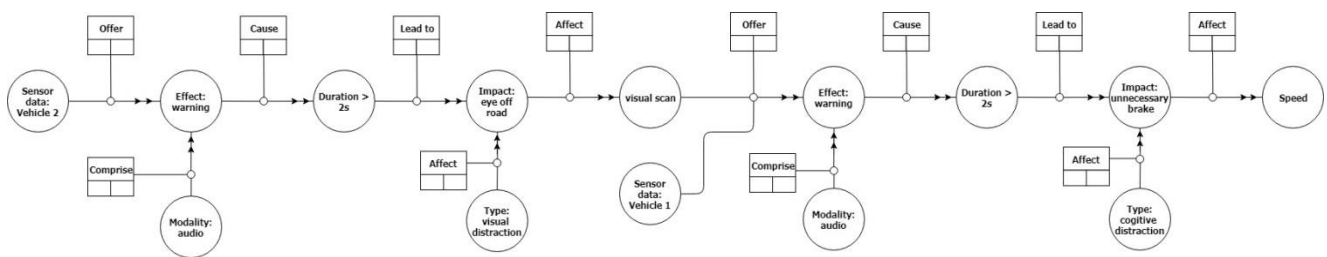 Offer
Cause
Lead to
Affect
Offer
Cause
Lead to
Affect
Sensor
data:
Vehicle 2
Effect:
warning
Duration >
2s
Impact:
eye off
road
visual scan
Effect:
warning
Duration >
2s
Impact:
unnecessary
brake
Speed
Comprise
Affect
Sensor
data:
Vehicle 1
Comprise
Affect
Modality:
audio
Type:
visual
distraction
Modality:
audio
Type:
cogitive
distraction